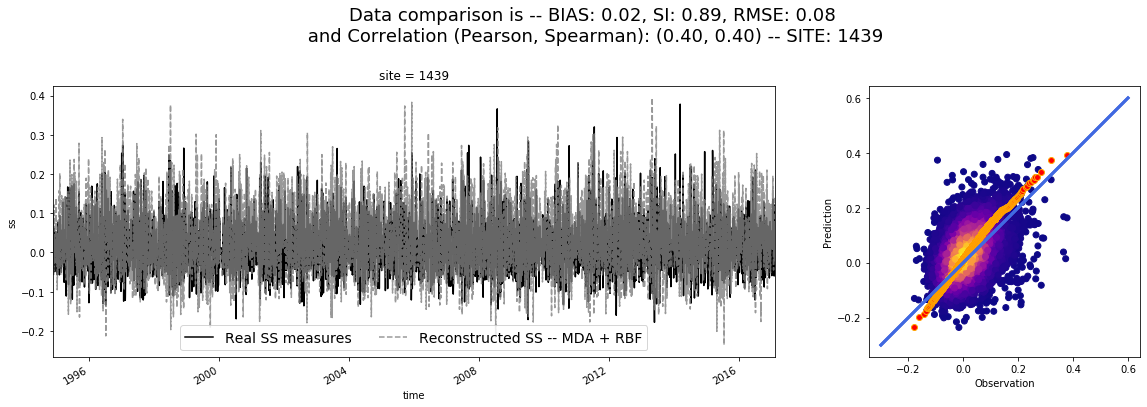 Data comparison is -- BIAS: 0.02, SI: 0.89, RMSE: 0.08
and Correlation (Pearson, Spearman): (0.40, 0.40) -- SITE: 1439
site = 1439
0.4
0.3
0.2
0.1
0.0
−0.1
−0.2
ss
Real SS measures
Reconstructed SS -- MDA + RBF
1996
2000
2004
2008
2012
2016
time
0.6
0.4
0.2
0.0
−0.2
Prediction
−0.2
0.0
0.2
0.4
0.6
Observation